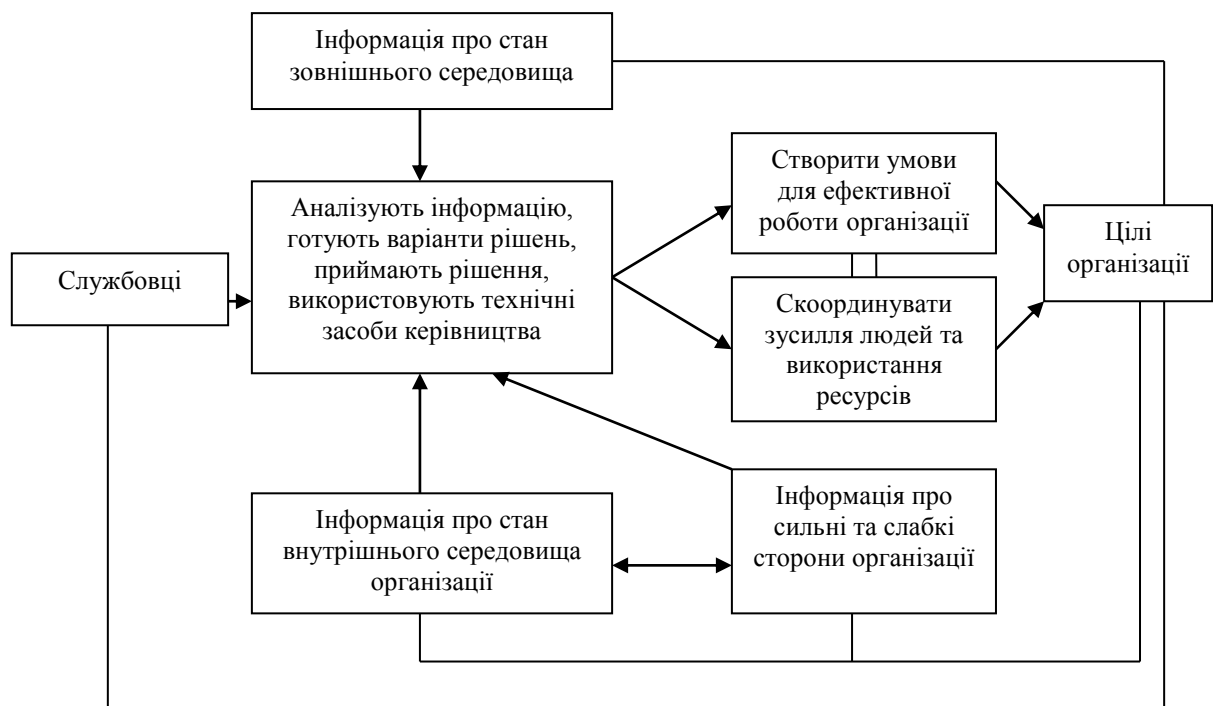 Інформація про стан
зовнішнього середовища
Аналізують інформацію,
готують варіанти рішень,
приймають рішення,
використовують технічні
засоби керівництва
Службовці
Створити умови
для ефективної
роботи організації
Цілі
організації
Скоординувати
зусилля людей та
використання
ресурсів
Інформація про стан
внутрішнього середовища
організації
Інформація про
сильні та слабкі
сторони організації